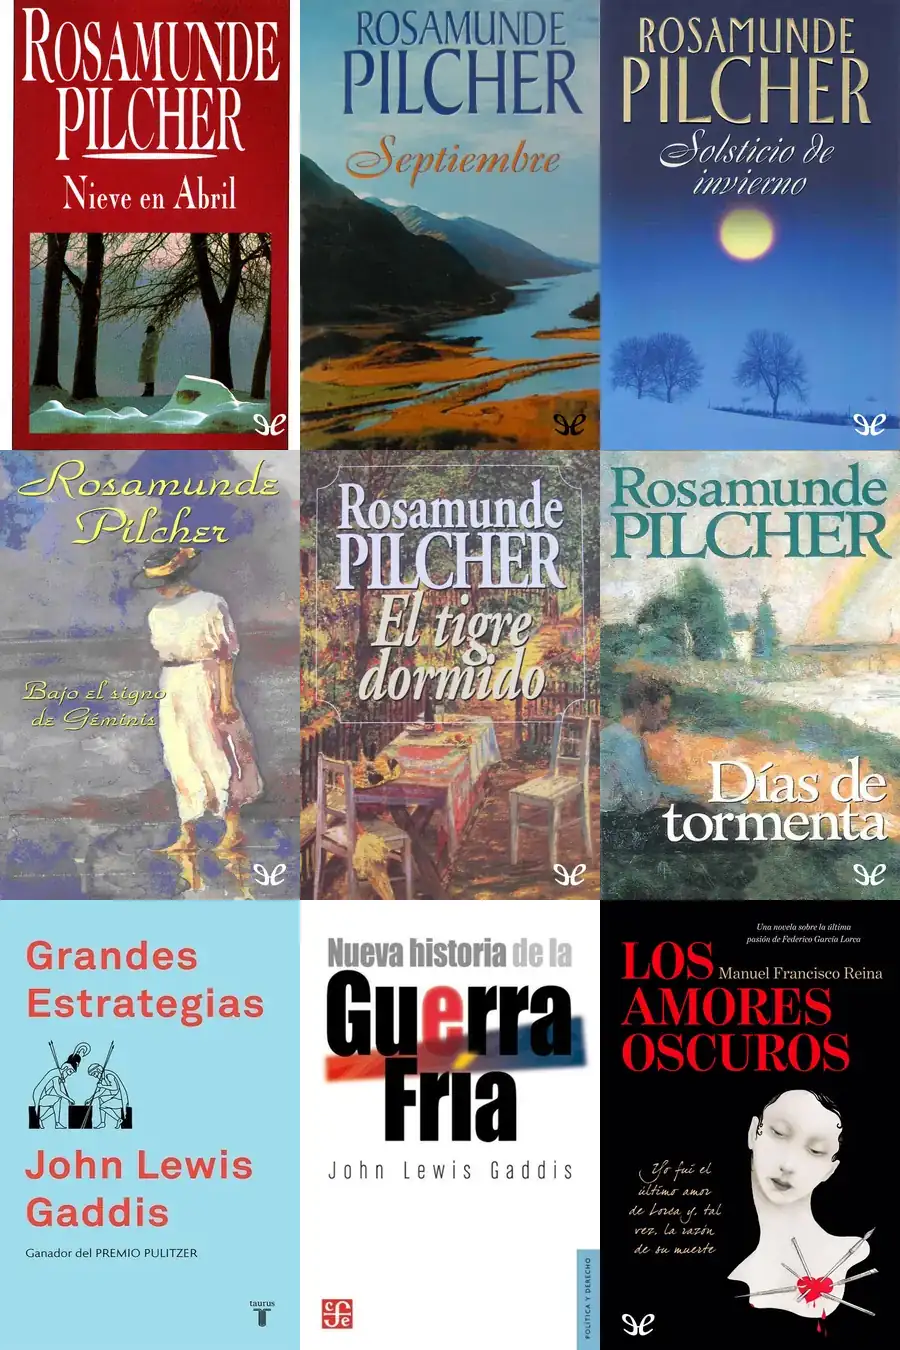 ROSAMUNDE
PILCHER
Nieve en Abril
ROSAMUNDE
PILCHER
Septiembre
ROSAMUNDE
PILCHER
Solsticio de
invierno
Rosamunde
Pilcher
Bajo el signo
de Géminis
Rosamunde
PILCHER
El tigre
dormido
Rosamunde
PILCHER
Días de
tormenta
Grandes
Estrategias
John Lewis
Gaddis
Ganador del PREMIO PULITZER
taurus
T
Nueva historia de la
Guerra
Fría
John Lewis Gaddis
cfe
POLÍTICA Y DERECHO
Una novela sobre la última
pasión de Federico García Lorca
LOS
Manuel Francisco Reina
AMORES
OSCUROS
Yo fui el
último amor
de Lorca y, tal
vez, la razón
de su muerte